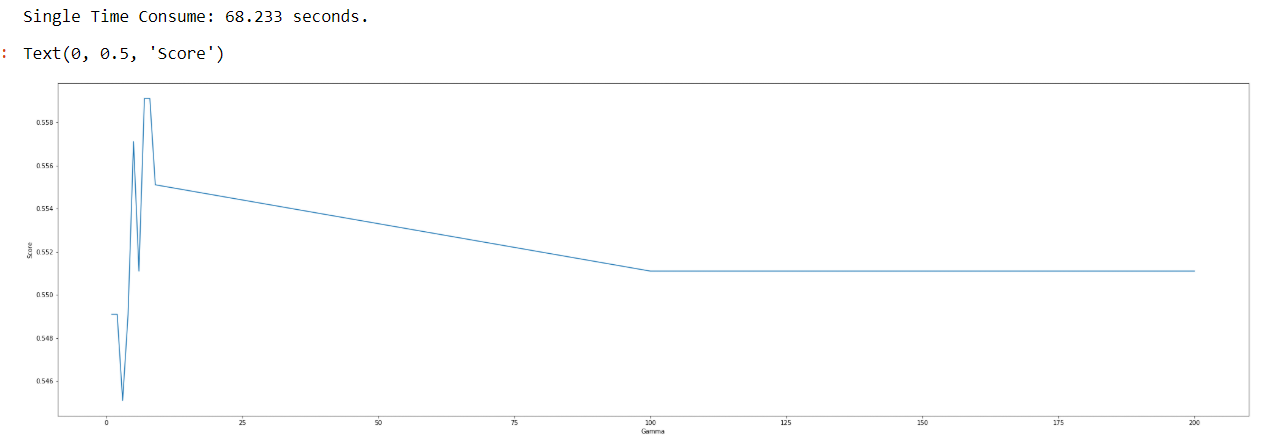 Single Time Consume: 68.233 seconds.
: Text(0, 0.5, 'Score')
0.558
0.556
0.554
0.552
0.550
0.548
0.546
Score
0 25 50 75 100 125 150 175 200
Gamma